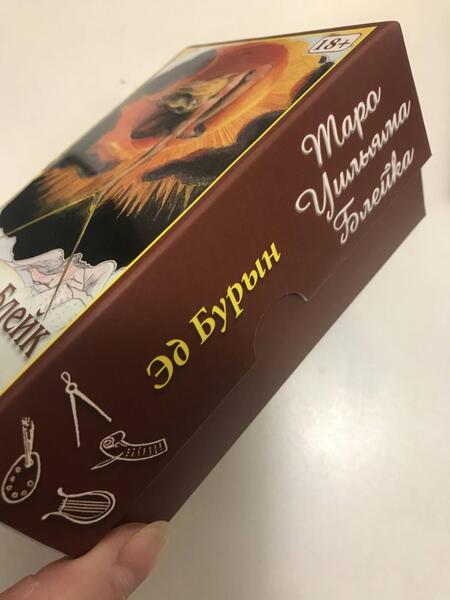 18+
Таро
Уильяма
Блейка
Эд Бурын
Блейк